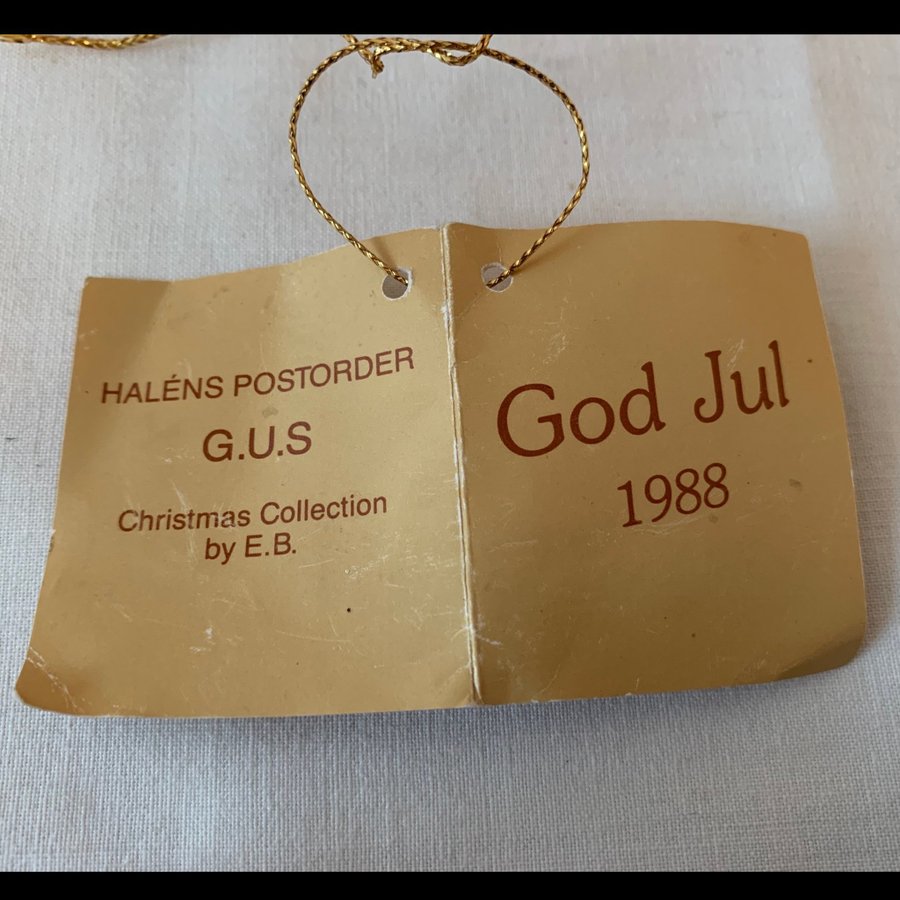 HALÉNS POSTORDER
G.U.S
Christmas Collection
by E.B.
God Jul
1988